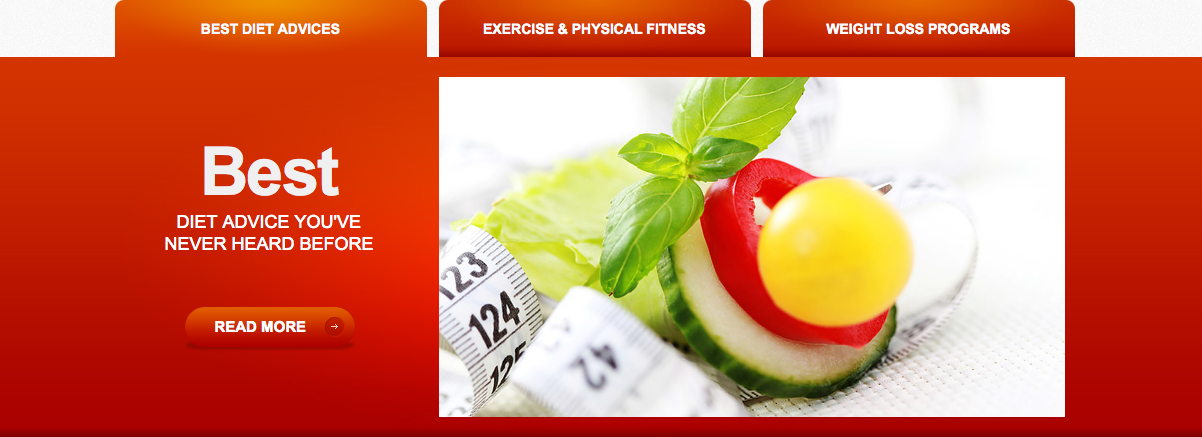 BEST DIET ADVICES
EXERCISE & PHYSICAL FITNESS
WEIGHT LOSS PROGRAMS
Best
DIET ADVICE YOU'VE
NEVER HEARD BEFORE
READ MORE
123
124
125
42